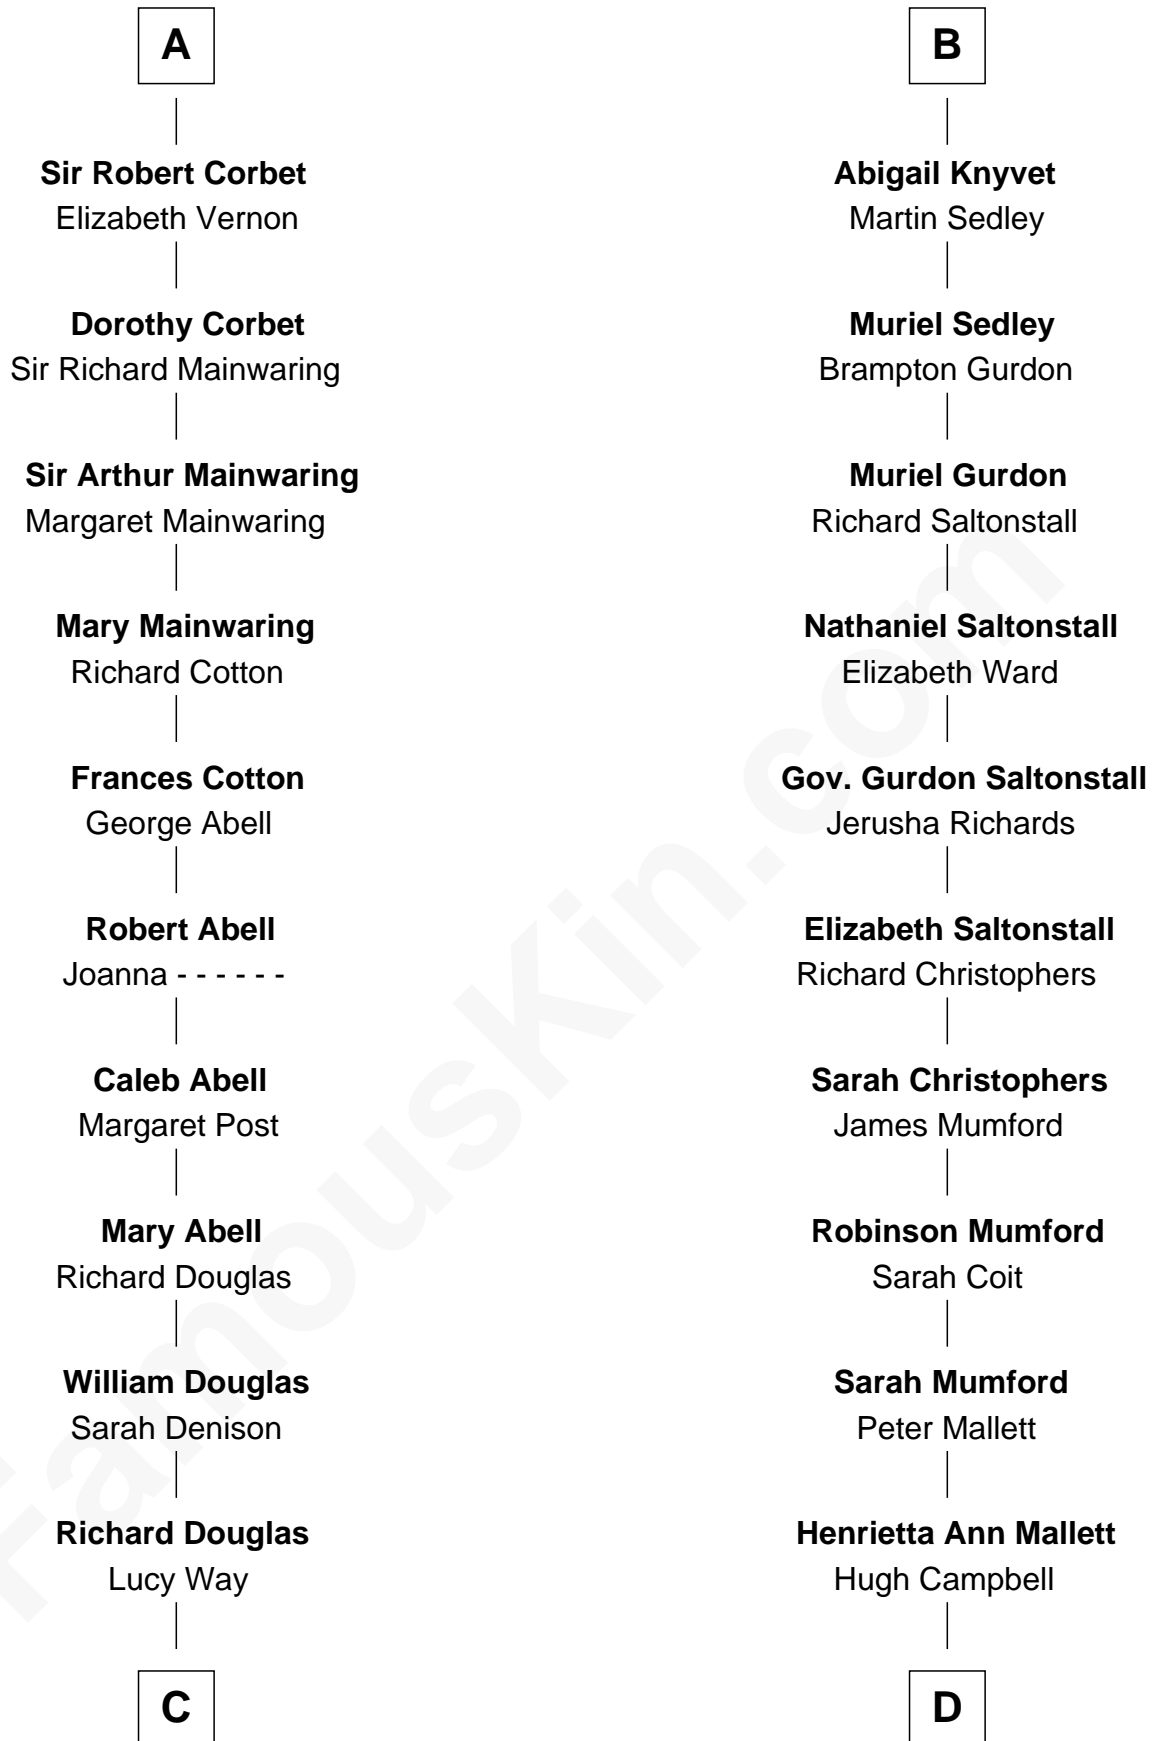 A
Sir Robert Corbet
Elizabeth Vernon
Dorothy Corbet
Sir Richard Mainwaring
Sir Arthur Mainwaring
Margaret Mainwaring
Mary Mainwaring
Richard Cotton
Frances Cotton
George Abell
Robert Abell
Joanna - - - - - -
Caleb Abell
Margaret Post
Mary Abell
Richard Douglas
William Douglas
Sarah Denison
Richard Douglas
Lucy Way
C
B
Abigail Knyvet
Martin Sedley
Muriel Sedley
Brampton Gurdon
Muriel Gurdon
Richard Saltonstall
Nathaniel Saltonstall
Elizabeth Ward
Gov. Gurdon Saltonstall
Jerusha Richards
Elizabeth Saltonstall
Richard Christophers
Sarah Christophers
James Mumford
Robinson Mumford
Sarah Coit
Sarah Mumford
Peter Mallett
Henrietta Ann Mallett
Hugh Campbell
D
FamousKin.com